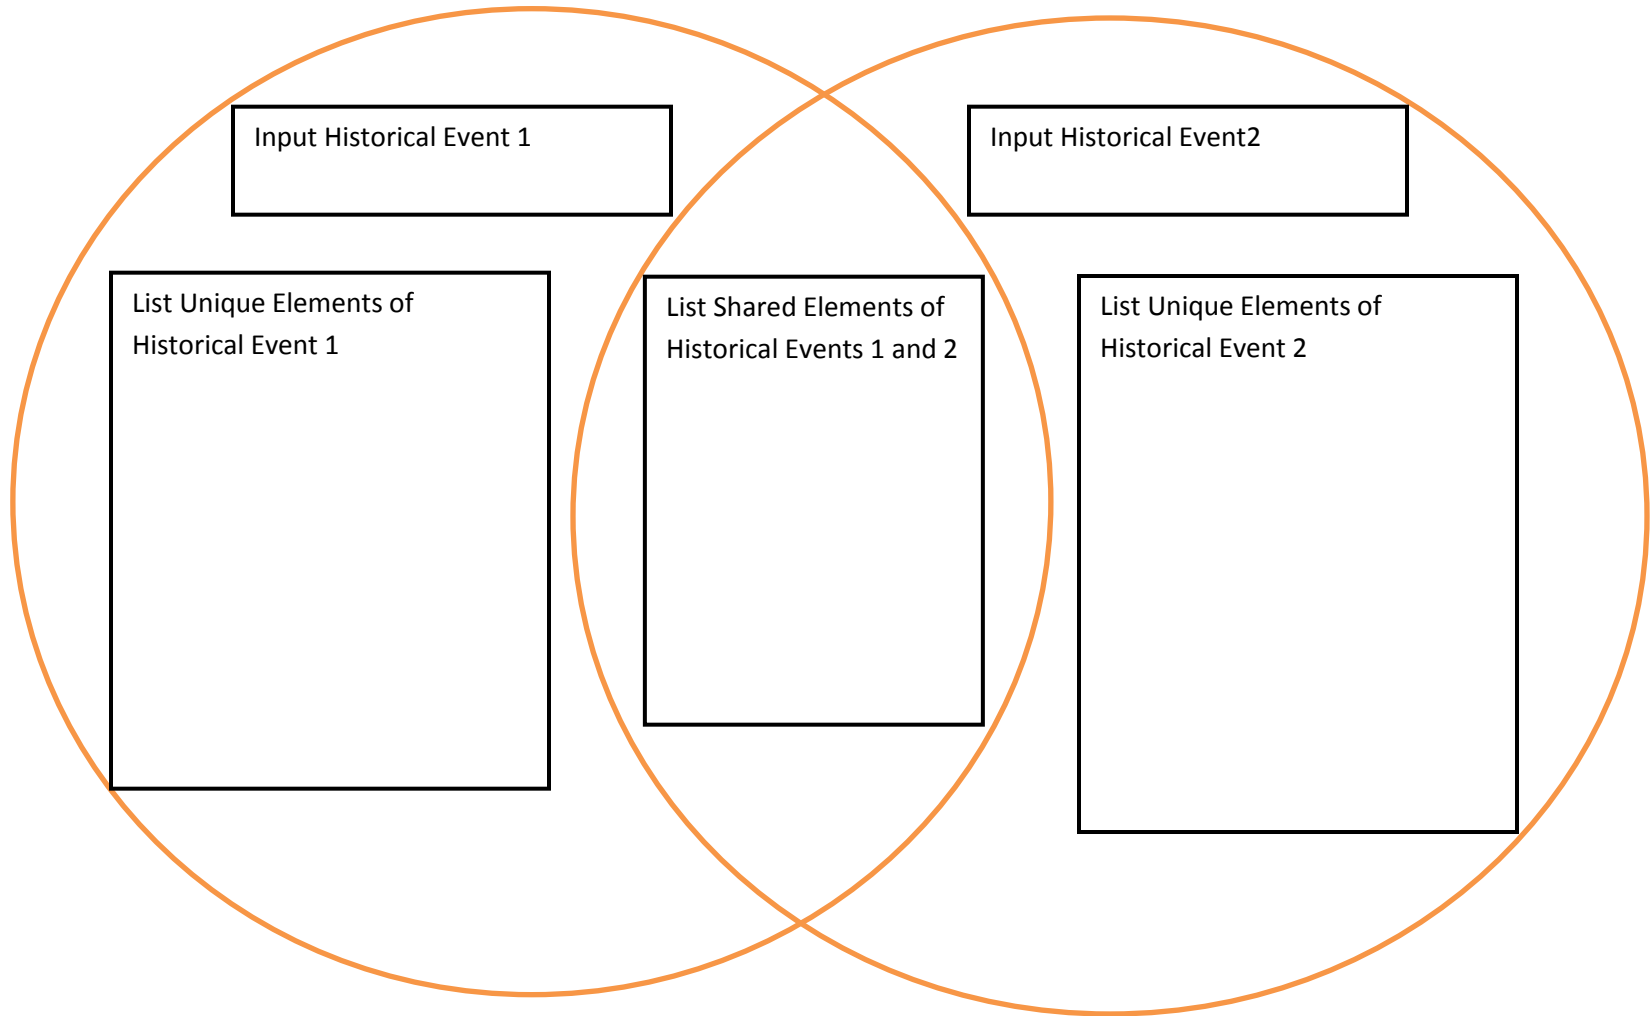 Input Historical Event 1
Input Historical Event2
List Unique Elements of
Historical Event 1
List Shared Elements of
Historical Events 1 and 2
List Unique Elements of
Historical Event 2